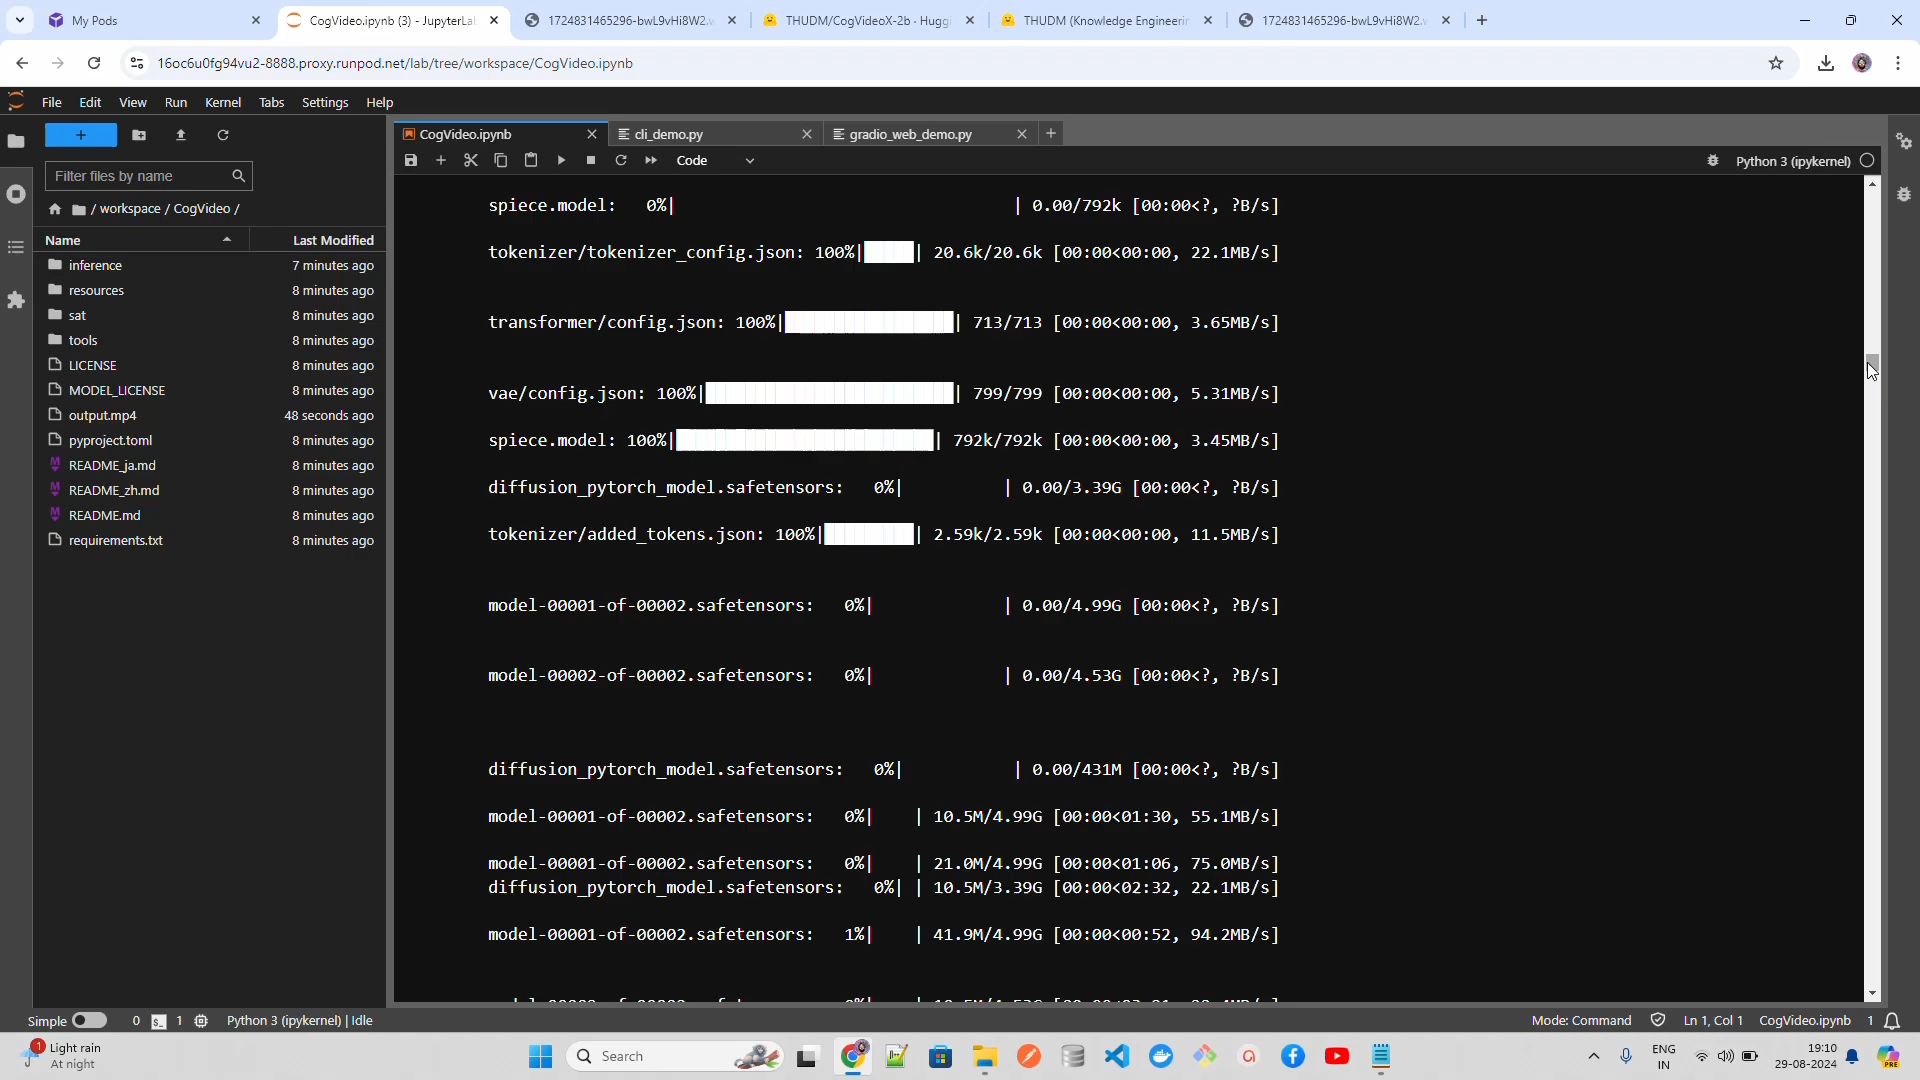 My Pods
CogVideo.ipynb (3) - JupyterLa
1724831465296-bwL9vHi8W2.
THUDM/CogVideoX-2b - Hugg
THUDM (Knowledge Engineerin
1724831465296-bwL9vHi8W2.
16oc6u0fg94vu2-8888.proxy.runpod.net/lab/tree/workspace/CogVideo.ipynb
File Edit View Run Kernel Tabs Settings Help
Filter files by name
/ workspace / CogVideo /
Name Last Modified
inference 7 minutes ago
resources 8 minutes ago
sat 8 minutes ago
tools 8 minutes ago
LICENSE 8 minutes ago
MODEL_LICENSE 8 minutes ago
output.mp4 48 seconds ago
pyproject.toml 8 minutes ago
README_ja.md 8 minutes ago
README_zh.md 8 minutes ago
README.md 8 minutes ago
requirements.txt 8 minutes ago
CogVideo.ipynb
cli_demo.py
gradio_web_demo.py
Code
Python 3 (ipykernel)
spiece.model: 0%| | 0.00/792k [00:00<?, ?B/s]
tokenizer/tokenizer_config.json: 100%|█████| 20.6k/20.6k [00:00<00:00, 22.1MB/s]
transformer/config.json: 100%|█████████████████| 713/713 [00:00<00:00, 3.65MB/s]
vae/config.json: 100%|█████████████████████████| 799/799 [00:00<00:00, 5.31MB/s]
spiece.model: 100%|██████████████████████████| 792k/792k [00:00<00:00, 3.45MB/s]
diffusion_pytorch_model.safetensors: 0%| | 0.00/3.39G [00:00<?, ?B/s]
tokenizer/added_tokens.json: 100%|█████████| 2.59k/2.59k [00:00<00:00, 11.5MB/s]
model-00001-of-00002.safetensors: 0%| | 0.00/4.99G [00:00<?, ?B/s]
model-00002-of-00002.safetensors: 0%| | 0.00/4.53G [00:00<?, ?B/s]
diffusion_pytorch_model.safetensors: 0%| | 0.00/431M [00:00<?, ?B/s]
model-00001-of-00002.safetensors: 0%| | 10.5M/4.99G [00:00<01:30, 55.1MB/s]
model-00001-of-00002.safetensors: 0%| | 21.0M/4.99G [00:00<01:06, 75.0MB/s]
diffusion_pytorch_model.safetensors: 0%| | 10.5M/3.39G [00:00<02:32, 22.1MB/s]
model-00001-of-00002.safetensors: 1%| | 41.9M/4.99G [00:00<00:52, 94.2MB/s]
Simple 0 1 Python 3 (ipykernel) | Idle
Mode: Command Ln 1, Col 1 CogVideo.ipynb 1
1
Light rain
At night
Search
ENG
IN
19:10
29-08-2024
PRE